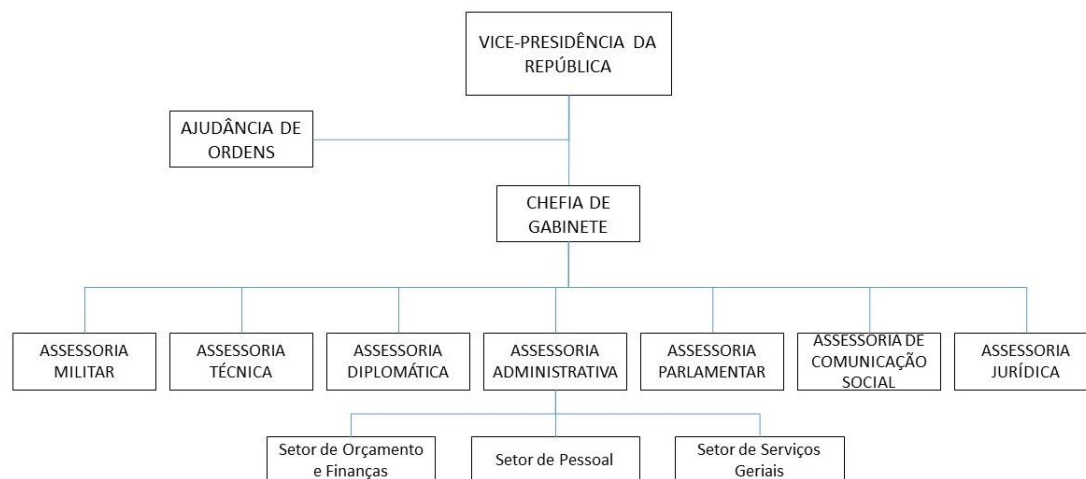 VICE-PRESIDÊNCIA DA
REPÚBLICA
AJUDÂNCIA DE
ORDENS
CHEFIA DE
GABINETE
ASSESSORIA
MILITAR
ASSESSORIA
TÉCNICA
ASSESSORIA
DIPLOMÁTICA
ASSESSORIA
ADMINISTRATIVA
ASSESSORIA
PARLAMENTAR
ASSESSORIA DE
COMUNICAÇÃO
SOCIAL
ASSESSORIA
JURÍDICA
Setor de Orçamento
e Finanças
Setor de Pessoal
Setor de Serviços
Geriais